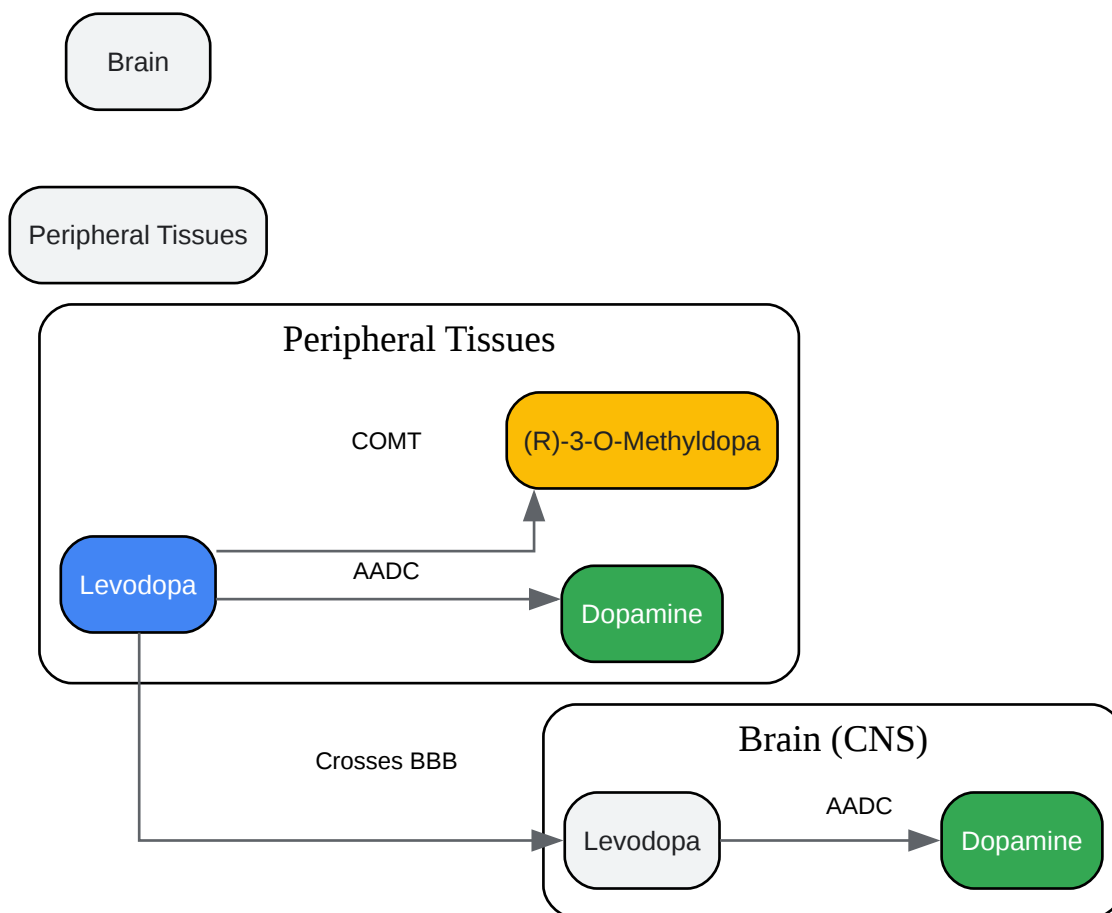 Brain
Peripheral Tissues
Peripheral Tissues
COMT
(R)-3-O-Methyldopa
Levodopa
AADC
Dopamine
Brain (CNS)
Crosses BBB
Levodopa
AADC
Dopamine